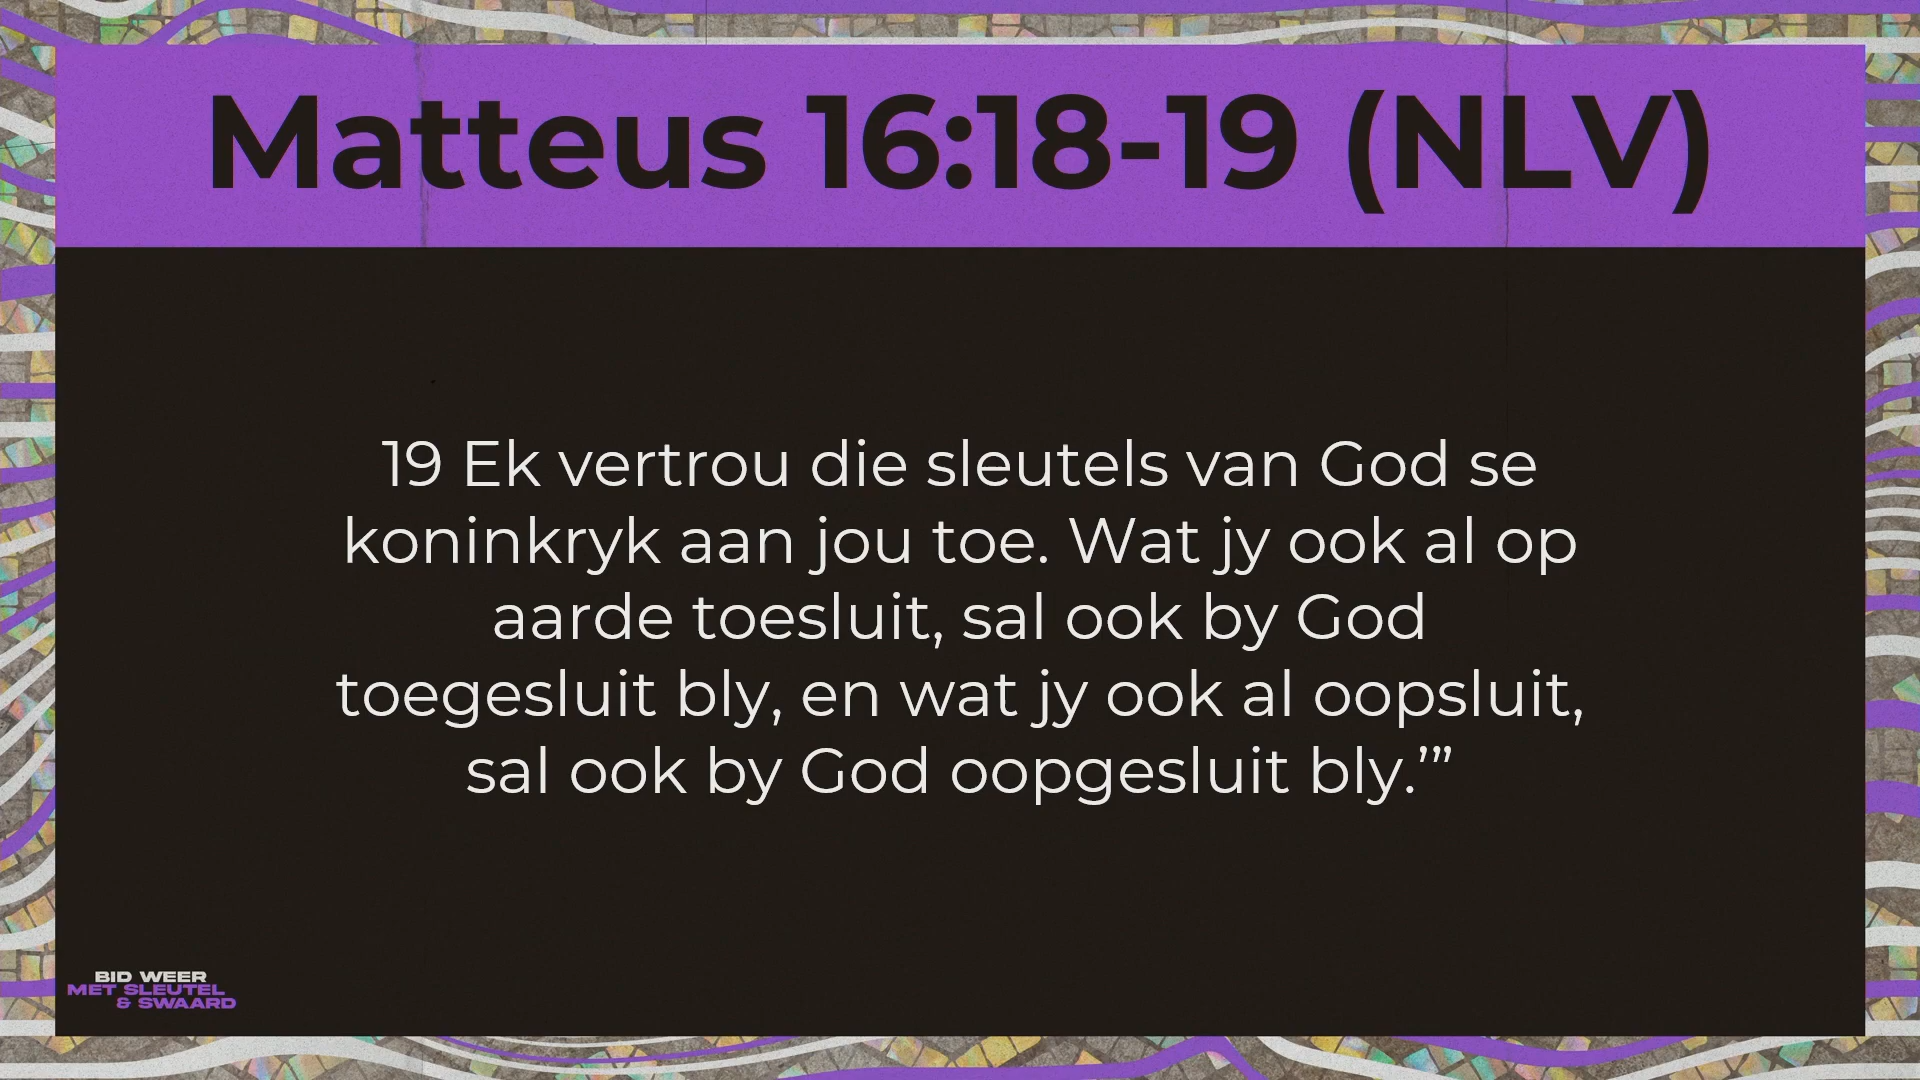 Matteus 16:18-19 (NLV)
19 Ek vertrou die sleutels van God se
koninkryk aan jou toe. Wat jy ook al op
aarde toesluit, sal ook by God
toegesluit bly, en wat jy ook al oopsluit,
sal ook by God oopgesluit bly.’”
BID WEER
MET SLEUTEL
& SWAARD